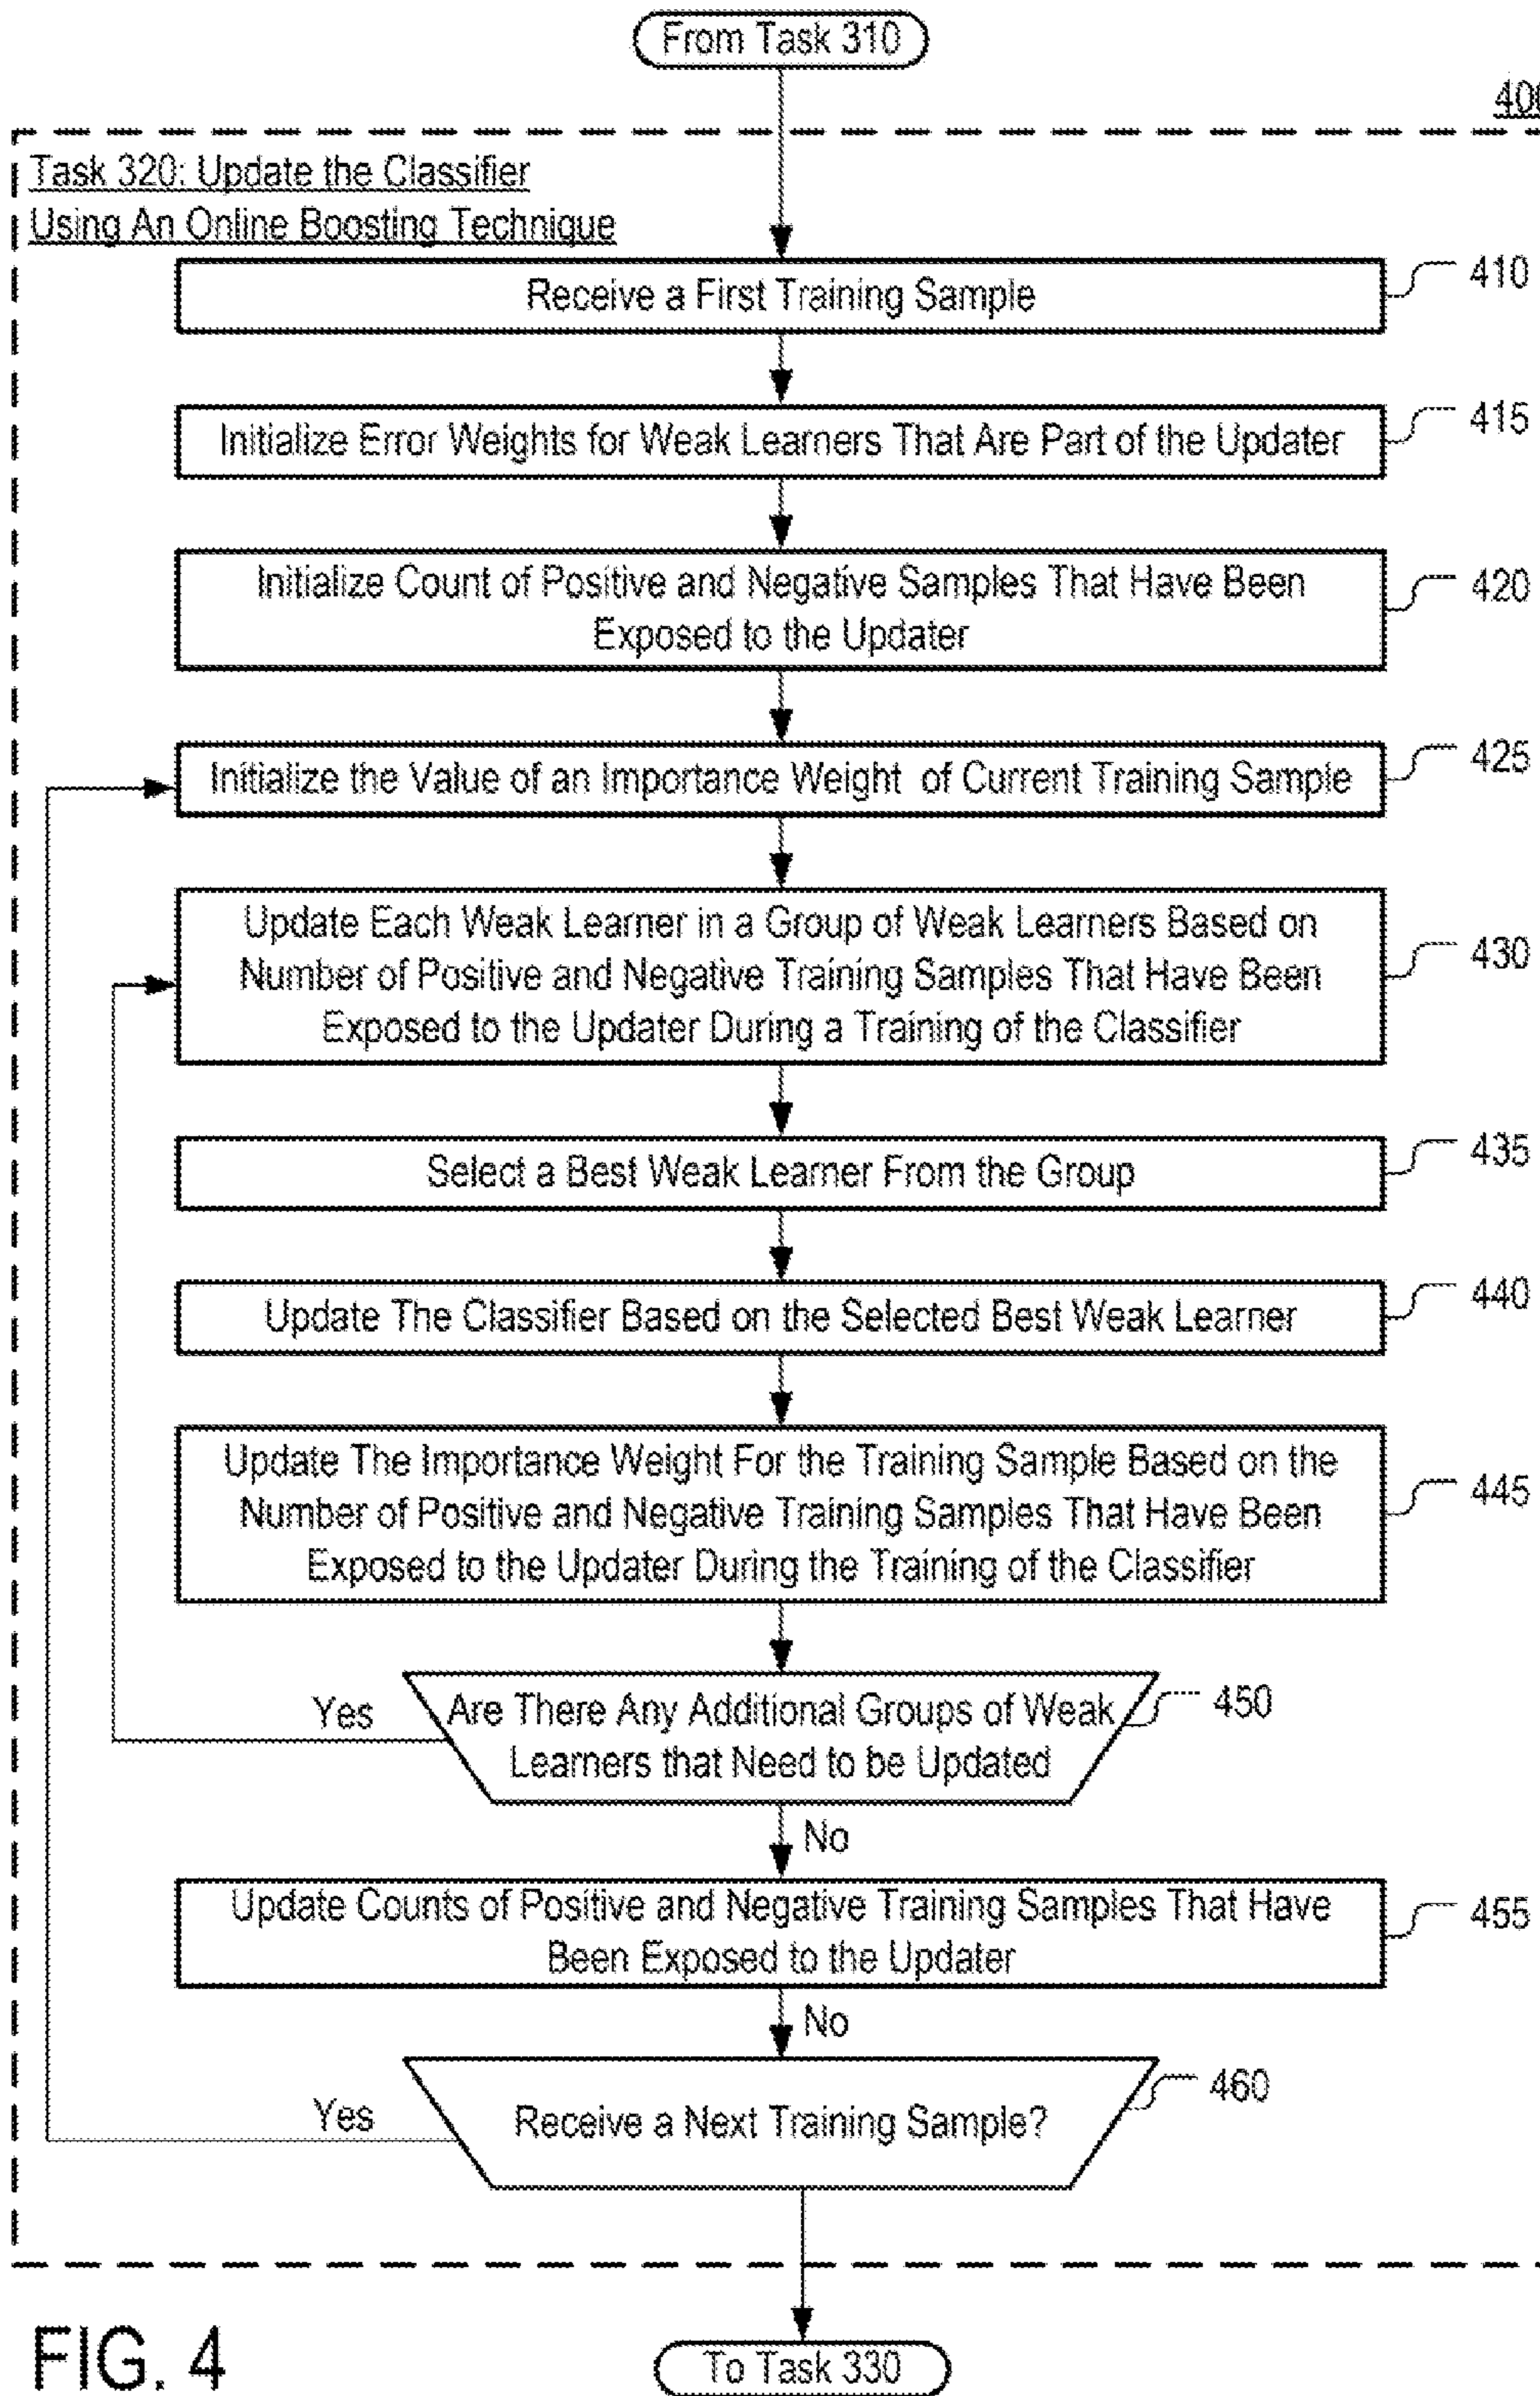 From Task 310
400
Task 320: Update the Classifier
Using An Online Boosting Technique
Receive a First Training Sample
410
Initialize Error Weights for Weak Learners That Are Part of the Updater
415
Initialize Count of Positive and Negative Samples That Have Been
Exposed to the Updater
420
Initialize the Value of an Importance Weight of Current Training Sample
425
Update Each Weak Learner in a Group of Weak Learners Based on
Number of Positive and Negative Training Samples That Have Been
Exposed to the Updater During a Training of the Classifier
430
Select a Best Weak Learner From the Group
435
Update The Classifier Based on the Selected Best Weak Learner
440
Update The Importance Weight For the Training Sample Based on the
Number of Positive and Negative Training Samples That Have Been
Exposed to the Updater During the Training of the Classifier
445
Yes
Are There Any Additional Groups of Weak
Learners that Need to be Updated
450
No
Update Counts of Positive and Negative Training Samples That Have
Been Exposed to the Updater
455
No
Yes
Receive a Next Training Sample?
460
FIG. 4
To Task 330